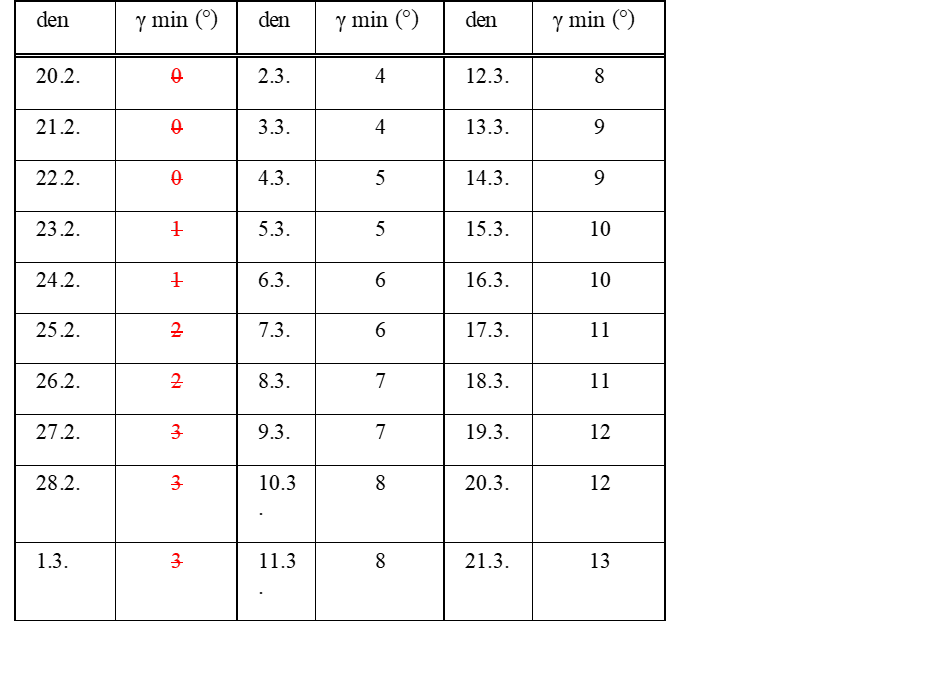 den γ min (°) den γ min (°) den γ min (°)
20.2. 0 2.3. 4 12.3. 8
21.2. 0 3.3. 4 13.3. 9
22.2. 0 4.3. 5 14.3. 9
23.2. 1 5.3. 5 15.3. 10
24.2. 1 6.3. 6 16.3. 10
25.2. 2 7.3. 6 17.3. 11
26.2. 2 8.3. 7 18.3. 11
27.2. 3 9.3. 7 19.3. 12
28.2. 3 10.3 8 20.3. 12
.
1.3. 3 11.3 8 21.3. 13
.